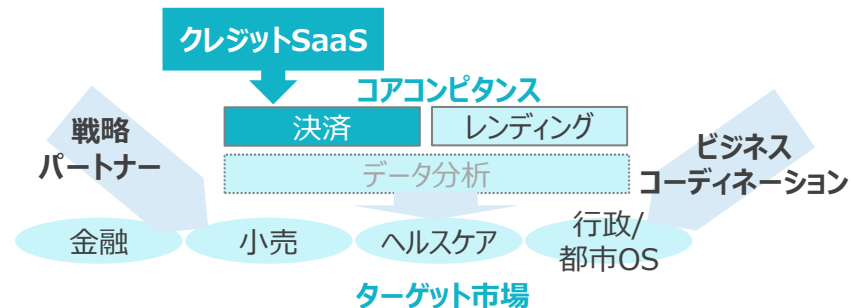 クレジットSaaS
コアコンピタンス
決済
レンディング
データ分析
戦略
パートナー
ビジネス
コーディネーション
金融
小売
ヘルスケア
行政/
都市OS
ターゲット市場